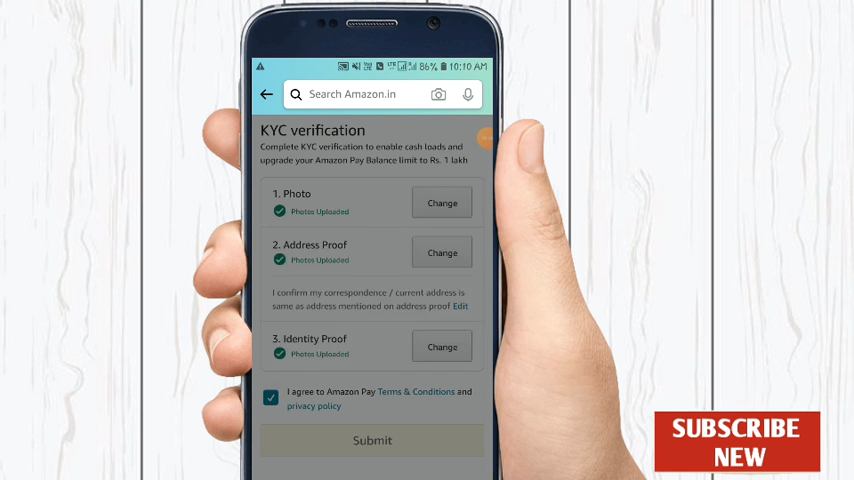 86% 10:10 AM
Search Amazon.in
KYC verification
Complete KYC verification to enable cash loads and
upgrade your Amazon Pay Balance limit to Rs. 1 lakh
1. Photo
Photos Uploaded
Change
2. Address Proof
Photos Uploaded
Change
I confirm my correspondence / current address is
same as address mentioned on address proof Edit
3. Identity Proof
Photos Uploaded
Change
I agree to Amazon Pay Terms & Conditions and
privacy policy
Submit
SUBSCRIBE
NEW